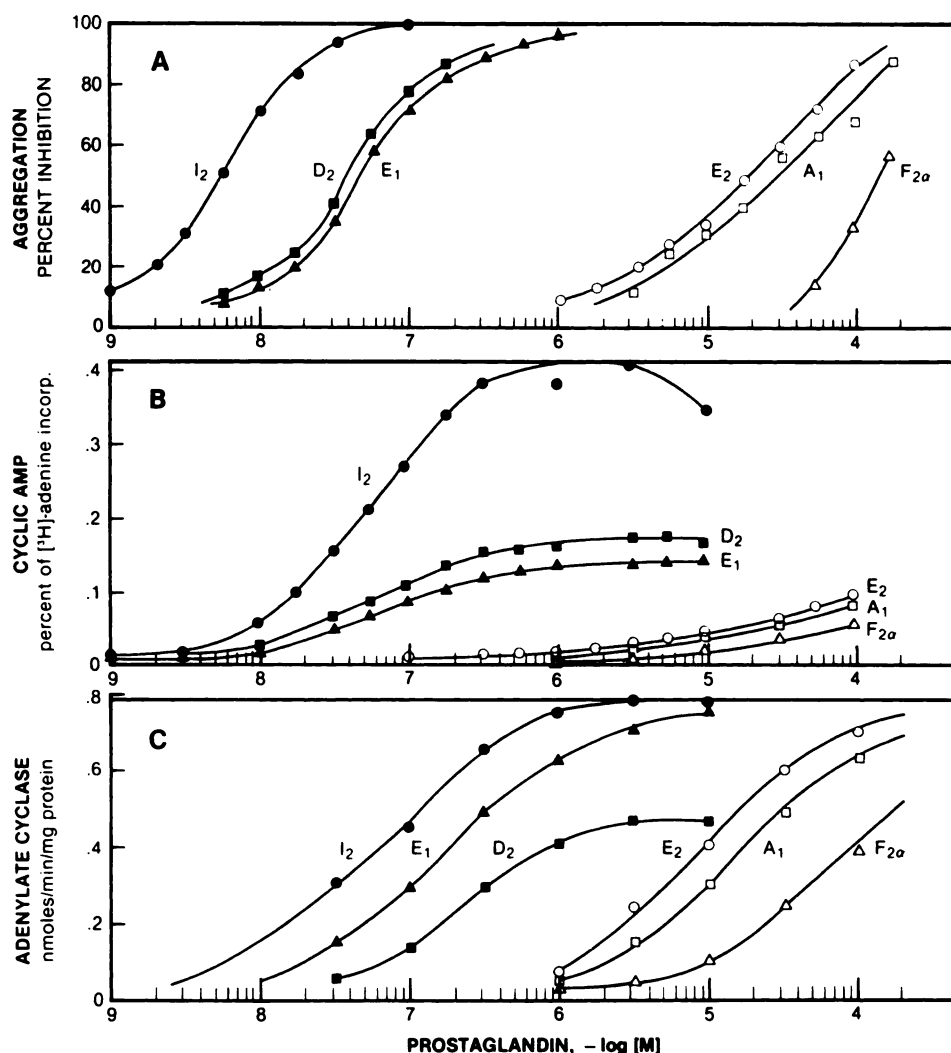 A
AGGREGATION
PERCENT INHIBITION
100
80
60
40
20
0
I₂
D₂
E₁
E₂
A₁
F₂α
9 8 7 6 5 4
B
CYCLIC AMP
percent of [³H]-adenine incorp.
.4
.3
.2
0.1
0
I₂
D₂
E₁
E₂
A₁
F₂α
9 8 7 6 5 4
C
ADENYLATE CYCLASE
nmoles/min/mg protein
.8
.6
.4
.2
0
I₂
E₁
D₂
E₂
A₁
F₂α
9 8 7 6 5 4
PROSTAGLANDIN, – log [M]